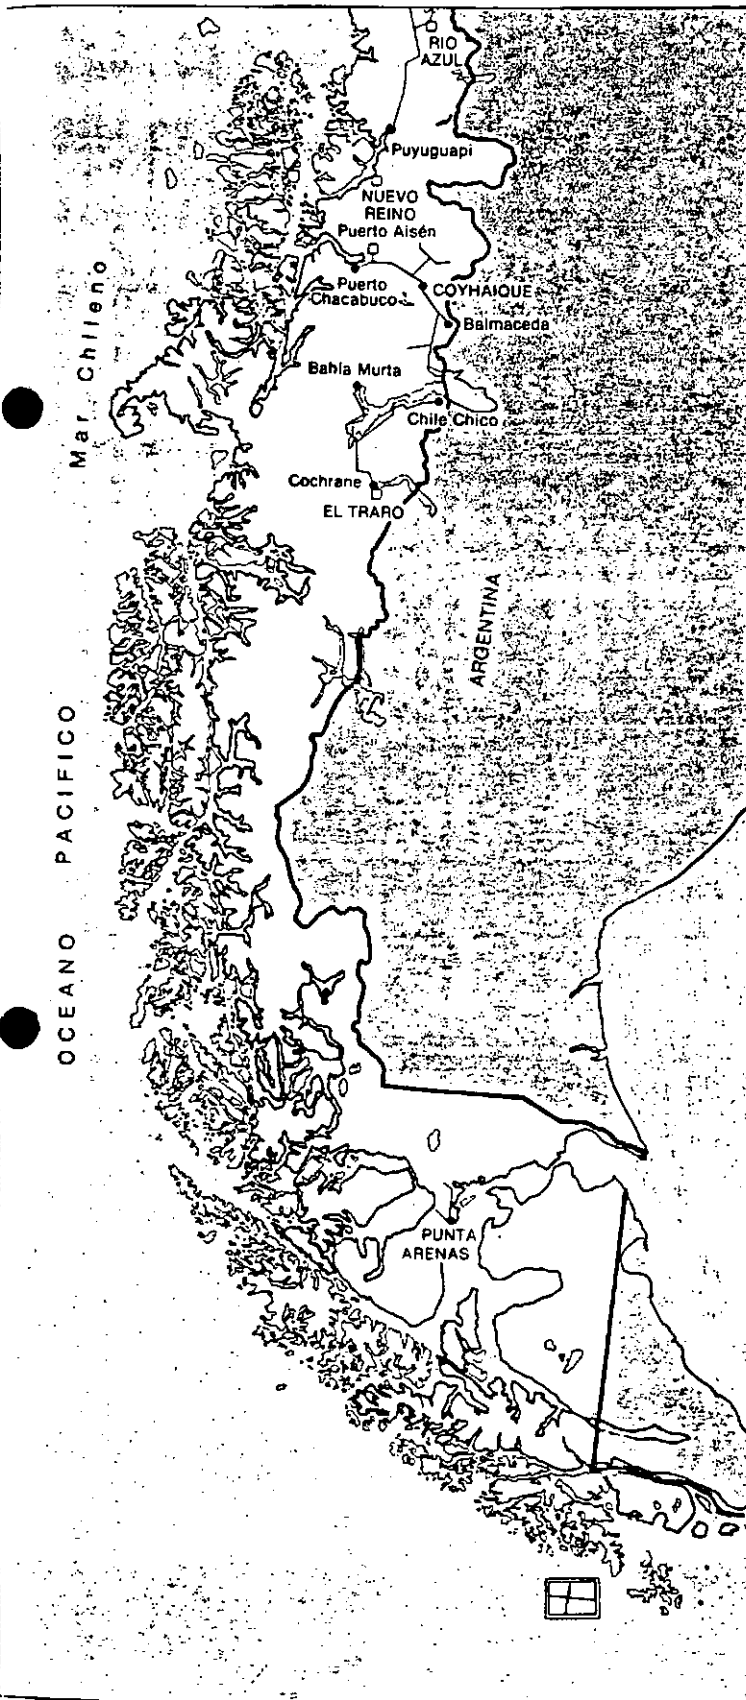 RIO
AZUL
Puyuguapi
NUEVO
REINO
Puerto Aisén
Puerto
Chacabuco
COYHAIQUE
Balmaceda
Mar Chileno
Bahía Murta
Chile Chico
Cochrane
EL TRARO
ARGENTINA
OCEANO PACIFICO
PUNTA
ARENAS